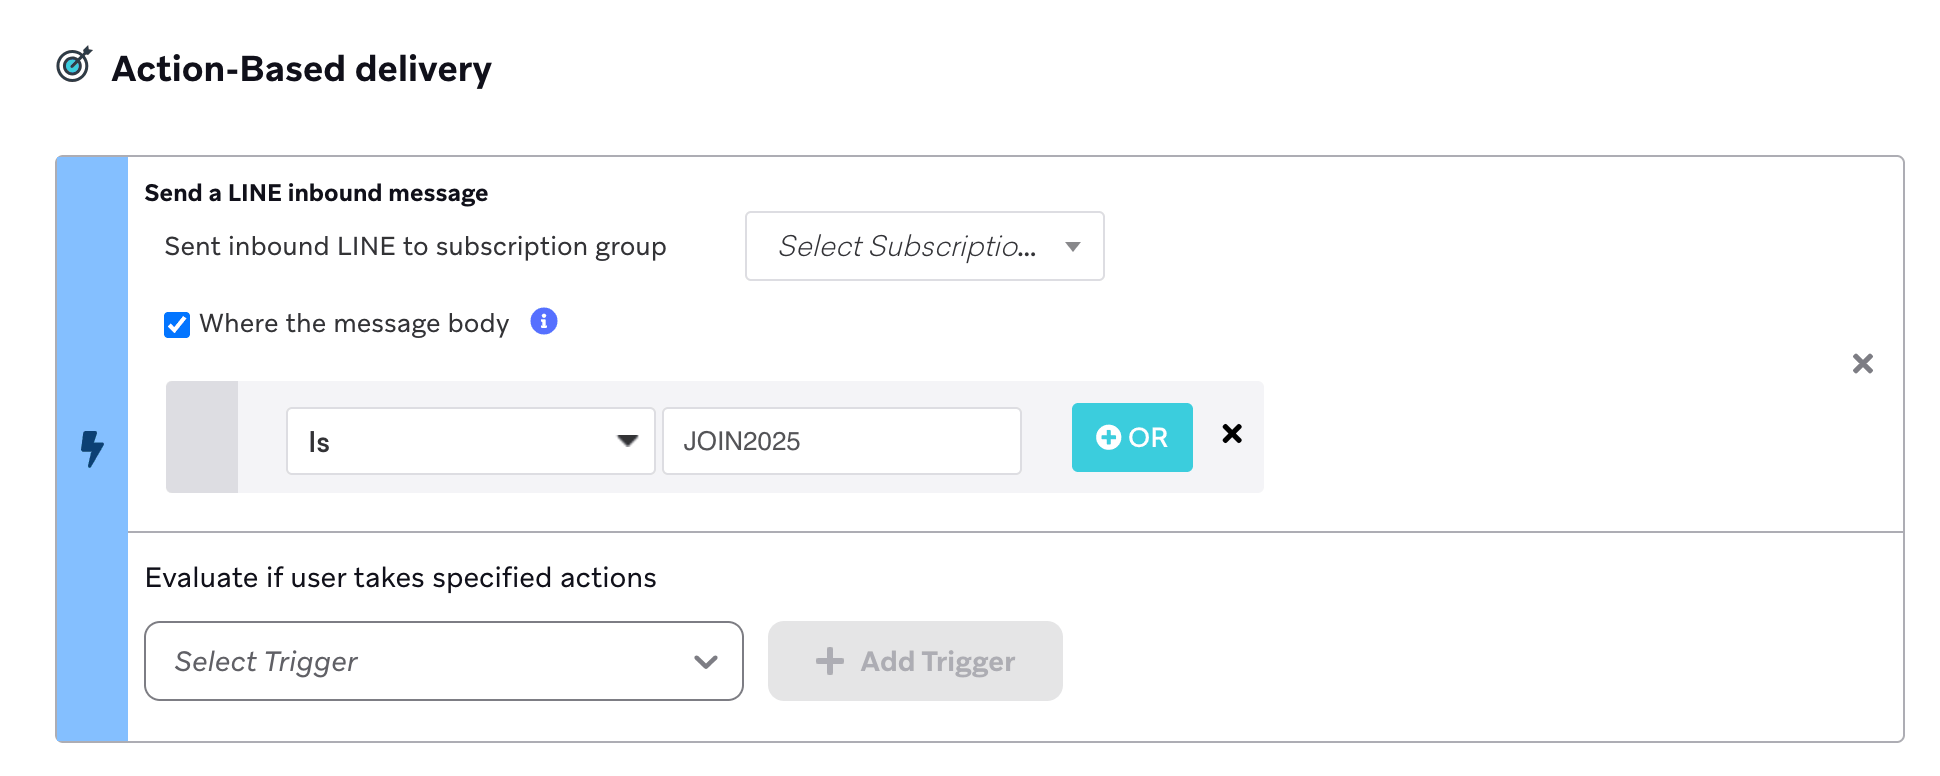 Action-Based delivery
Send a LINE inbound message
Sent inbound LINE to subscription group
Select Subscriptio...
Where the message body
Is
JOIN2025
OR
Evaluate if user takes specified actions
Select Trigger
Add Trigger